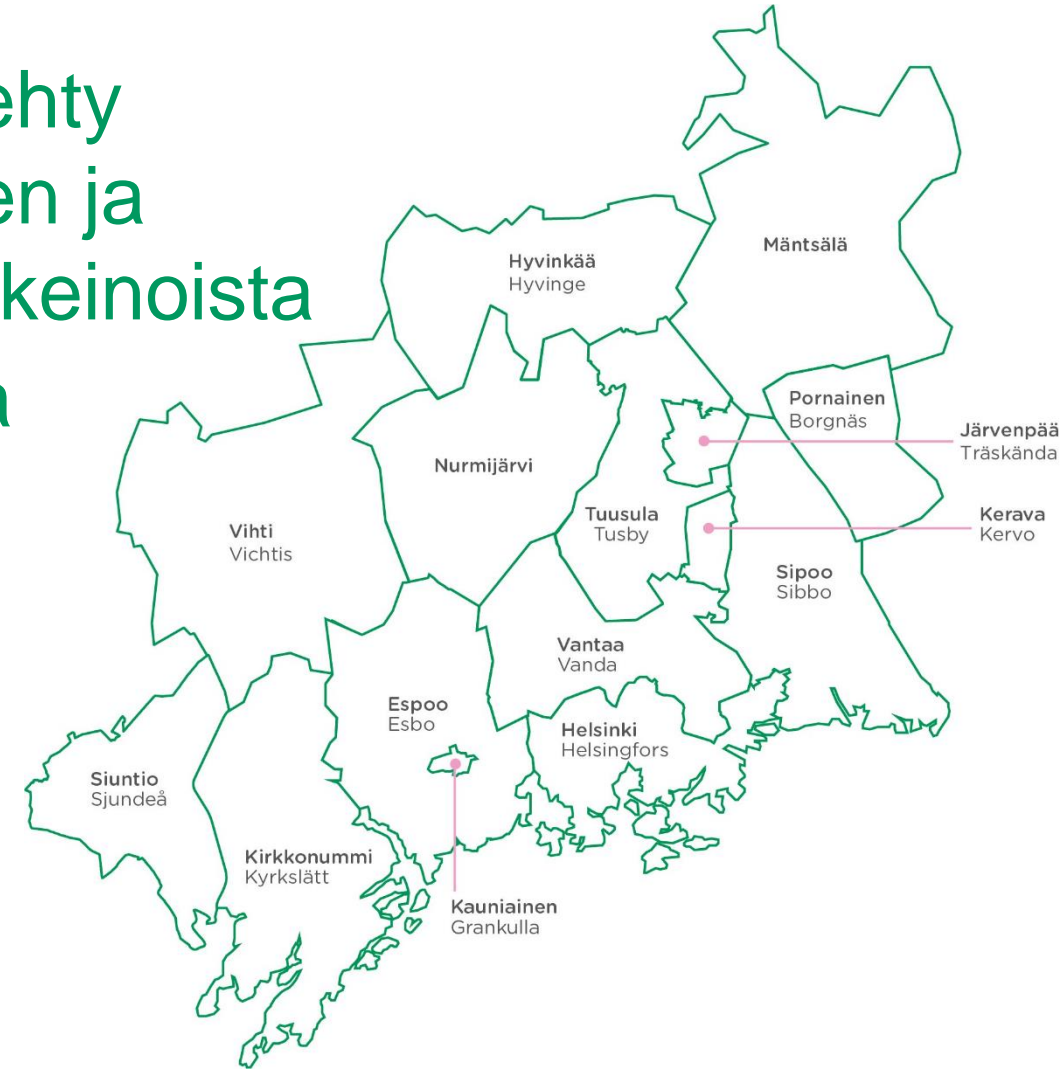 ehty
en ja
keinoista
a
Mäntsälä
Hyvinkää
Hyvinge
Pornainen
Borgnäs
Järvenpää
Träskända
Nurmijärvi
Tuusula
Tusby
Kerava
Kervo
Vihti
Vichtis
Sipoo
Sibbo
Vantaa
Vanda
Espoo
Esbo
Helsinki
Helsingfors
Siuntio
Sjundeå
Kirkkonummi
Kyrkslätt
Kauniainen
Grankulla